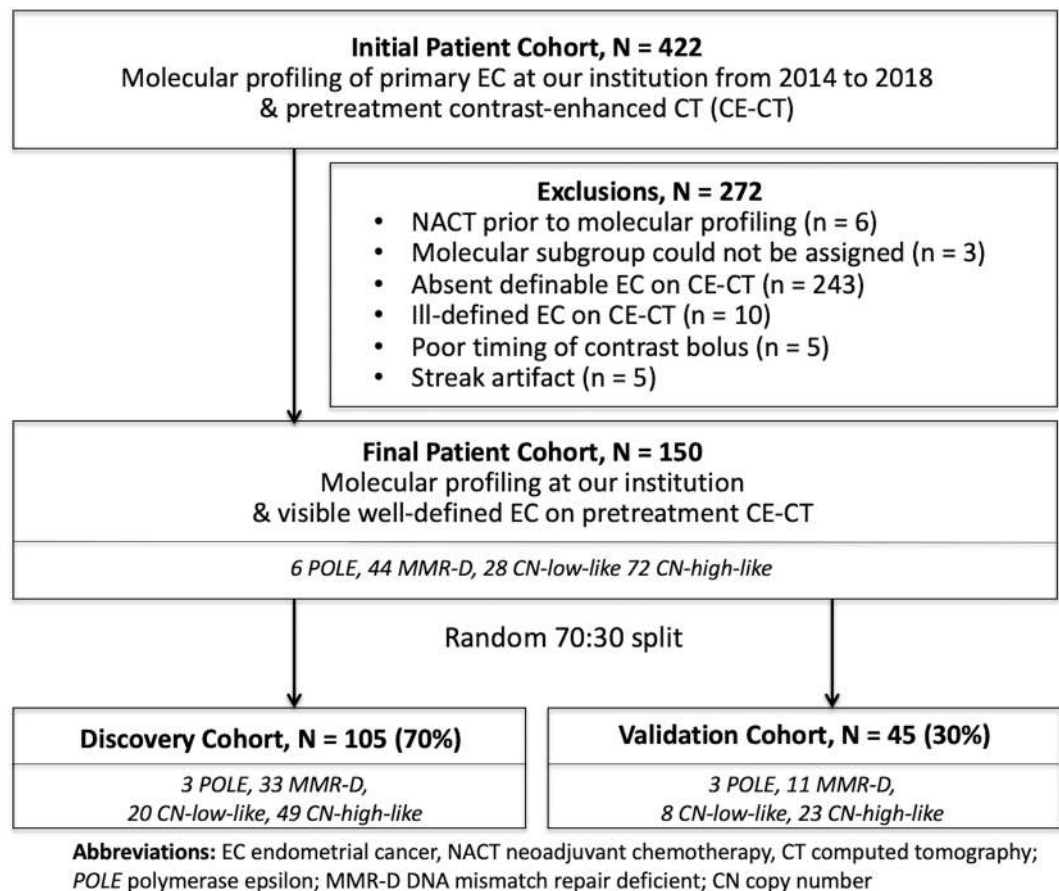 Initial Patient Cohort, N = 422
Molecular profiling of primary EC at our institution from 2014 to 2018
& pretreatment contrast-enhanced CT (CE-CT)
Exclusions, N = 272
• NACT prior to molecular profiling (n = 6)
• Molecular subgroup could not be assigned (n = 3)
• Absent definable EC on CE-CT (n = 243)
• Ill-defined EC on CE-CT (n = 10)
• Poor timing of contrast bolus (n = 5)
• Streak artifact (n = 5)
Final Patient Cohort, N = 150
Molecular profiling at our institution
& visible well-defined EC on pretreatment CE-CT
6 POLE, 44 MMR-D, 28 CN-low-like 72 CN-high-like
Random 70:30 split
Discovery Cohort, N = 105 (70%)
3 POLE, 33 MMR-D,
20 CN-low-like, 49 CN-high-like
Validation Cohort, N = 45 (30%)
3 POLE, 11 MMR-D,
8 CN-low-like, 23 CN-high-like
Abbreviations: EC endometrial cancer, NACT neoadjuvant chemotherapy, CT computed tomography;
POLE polymerase epsilon; MMR-D DNA mismatch repair deficient; CN copy number